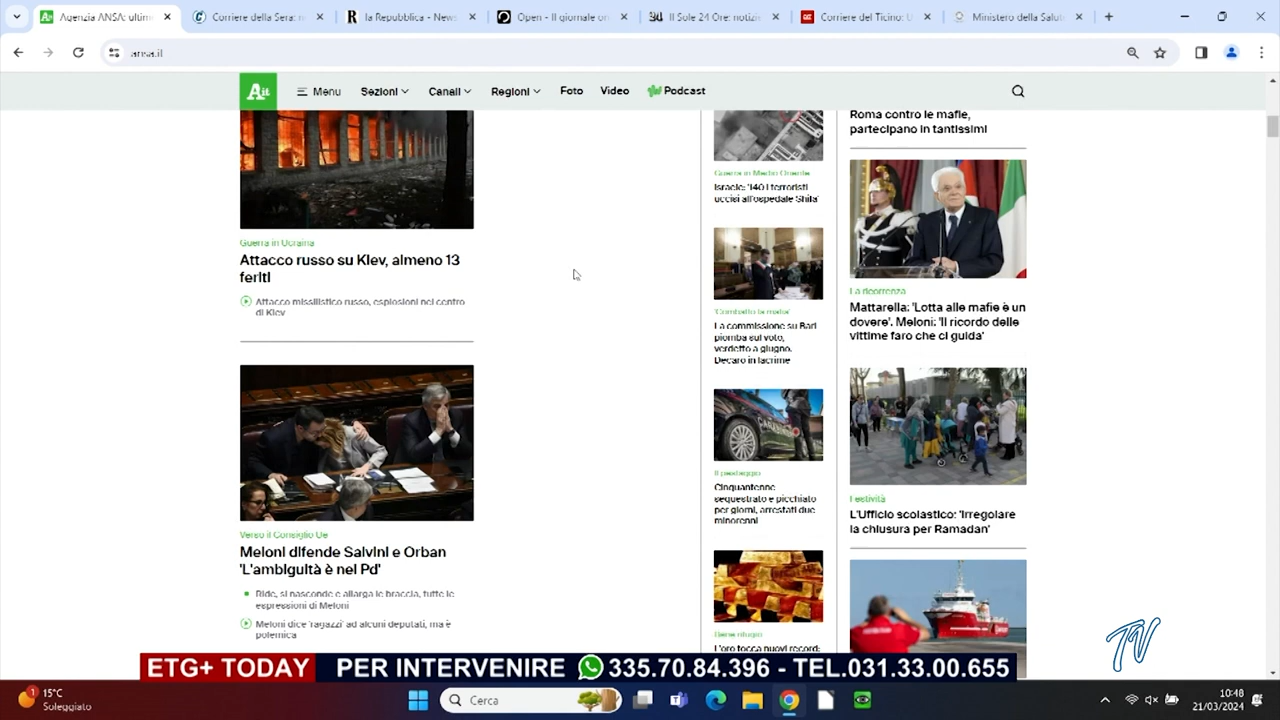 Agenzia ANSA: ultime
Corriere della Sera: n
la Repubblica - News
Open - Il giornale on
Il Sole 24 Ore: notizie
Corriere del Ticino: U
Ministero della Salute
ansa.it
A.it
Menu
Sezioni
Canali
Regioni
Foto
Video
Podcast
Guerra in Ucraina
Attacco russo su Kiev, almeno 13
feriti
Attacco missilistico russo, esplosioni nel centro
di Kiev
Verso il Consiglio Ue
Meloni difende Salvini e Orban
'L'ambiguità è nel Pd'
Ride, si nasconde e allarga le braccia, tutte le
espressioni di Meloni
Meloni dice 'ragazzi' ad alcuni deputati, ma è
polemica
Guerra in Medio Oriente
Israele: '140 i terroristi
uccisi all'ospedale Shifa'
'Combatto la mafia'
La commissione su Bari
piomba sul voto,
verdetto a giugno.
Decaro in lacrime
CARABINIERI
Il pestaggio
Cinquantenne
sequestrato e picchiato
per giorni, arrestati due
minorenni
Bene rifugio
L'oro tocca nuovi record:
Roma contro le mafie,
partecipano in tantissimi
La ricorrenza
Mattarella: 'Lotta alle mafie è un
dovere'. Meloni: 'Il ricordo delle
vittime faro che ci guida'
Festività
L'Ufficio scolastico: 'Irregolare
la chiusura per Ramadan'
TV
ETG+ TODAY PER INTERVENIRE 335.70.84.396 - TEL.031.33.00.655
1
15°C
Soleggiato
Cerca
10:48
21/03/2024